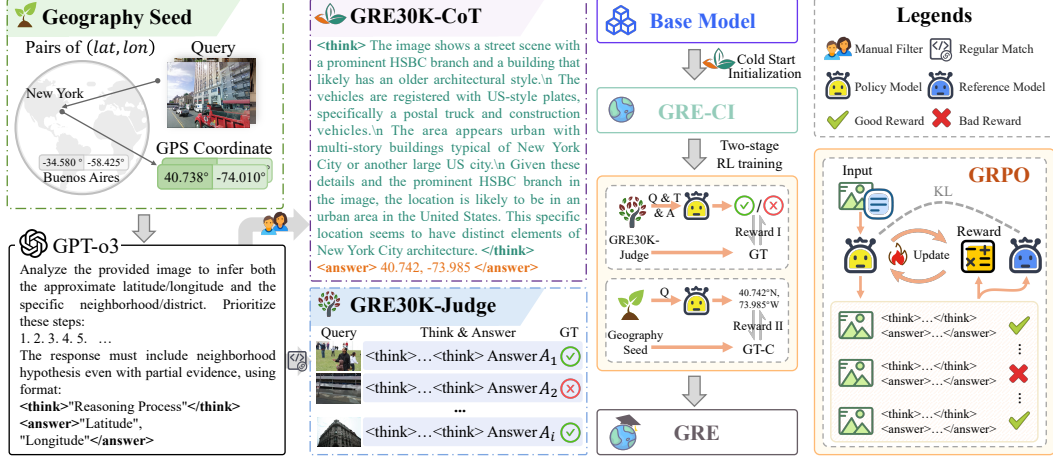 Geography Seed
Pairs of (lat, lon)
Query
New York
-34.580° -58.425°
Buenos Aires
GPS Coordinate
40.738° -74.010°
GPT-o3
Analyze the provided image to infer both
the approximate latitude/longitude and the
specific neighborhood/district. Prioritize
these steps:
1. 2. 3. 4. 5. …
The response must include neighborhood
hypothesis even with partial evidence, using
format:
<think>"Reasoning Process"</think>
<answer>"Latitude",
"Longitude"</answer>
GRE30K-CoT
<think> The image shows a street scene with
a prominent HSBC branch and a building that
likely has an older architectural style.\n The
vehicles are registered with US-style plates,
specifically a postal truck and construction
vehicles.\n The area appears urban with
multi-story buildings typical of New York
City or another large US city.\n Given these
details and the prominent HSBC branch in
the image, the location is likely to be in an
urban area in the United States. This specific
location seems to have distinct elements of
New York City architecture. </think>
<answer> 40.742, -73.985 </answer>
GRE30K-Judge
Query Think & Answer GT
<think>…<think> Answer A1
<think>…<think> Answer A2
...
<think>…<think> Answer Ai
Base Model
Cold Start
Initialization
GRE-CI
Two-stage
RL training
Q & T
& A
/
GRE30K-
Judge
Reward I
GT
Q
40.742°N,
73.985°W
Geography
Seed
Reward II
GT-C
GRE
Legends
Manual Filter
Regular Match
Policy Model
Reference Model
Good Reward
Bad Reward
GRPO
Input
KL
Reward
Update
<think>…</think>
<answer>…</answer>
⋮
<think>…</think>
<answer>…</answer>
⋮
<think>…</think>
<answer>…</answer>